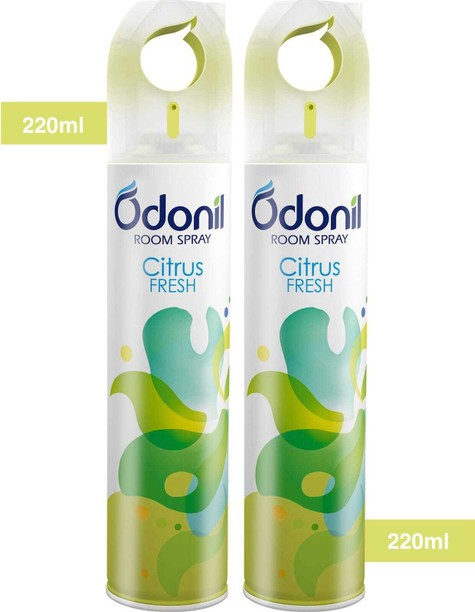 220ml
Odonil
ROOM SPRAY
Citrus
FRESH
Odonil
ROOM SPRAY
Citrus
FRESH
220ml